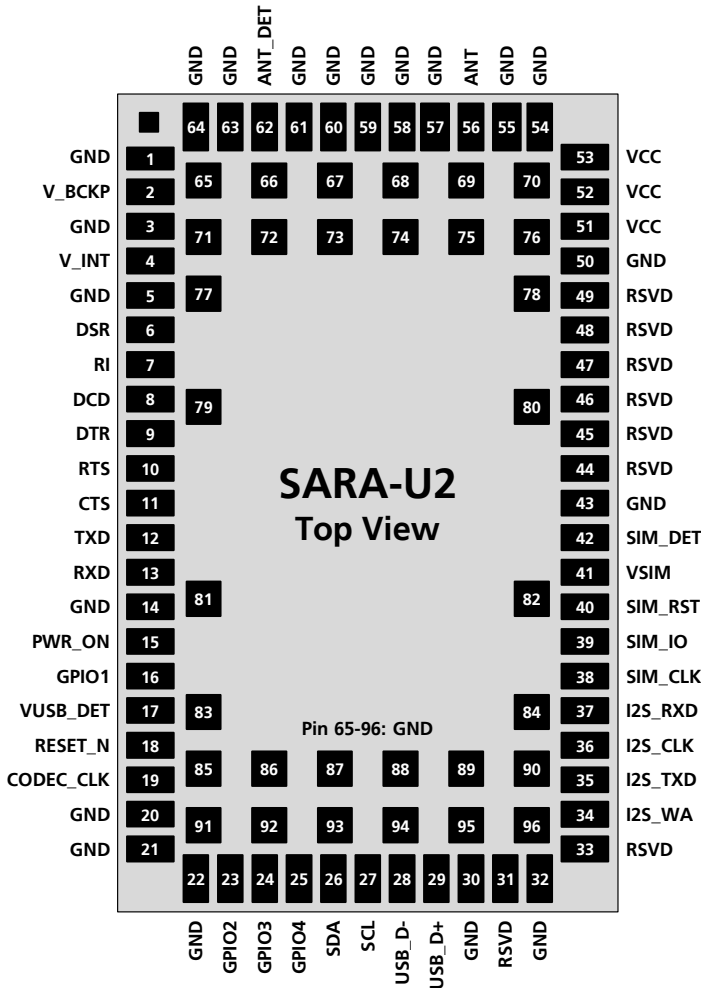 GND GND ANT_DET GND GND GND GND GND ANT GND GND
64 63 62 61 60 59 58 57 56 55 54
GND 1 53 VCC
65 66 67 68 69 70
V_BCKP 2 52 VCC
GND 3 51 VCC
71 72 73 74 75 76
V_INT 4 50 GND
GND 5 77 78 49 RSVD
DSR 6 48 RSVD
RI 7 47 RSVD
DCD 8 79 80 46 RSVD
DTR 9 45 RSVD
RTS 10 44 RSVD
SARA-U2
CTS 11 43 GND
Top View
TXD 12 42 SIM_DET
RXD 13 41 VSIM
GND 14 81 82 40 SIM_RST
PWR_ON 15 39 SIM_IO
GPIO1 16 38 SIM_CLK
VUSB_DET 17 83 84 37 I2S_RXD
Pin 65-96: GND
RESET_N 18 36 I2S_CLK
85 86 87 88 89 90
CODEC_CLK 19 35 I2S_TXD
GND 20 34 I2S_WA
91 92 93 94 95 96
GND 21 33 RSVD
22 23 24 25 26 27 28 29 30 31 32
GND GPIO2 GPIO3 GPIO4 SDA SCL USB_D- USB_D+ GND RSVD GND